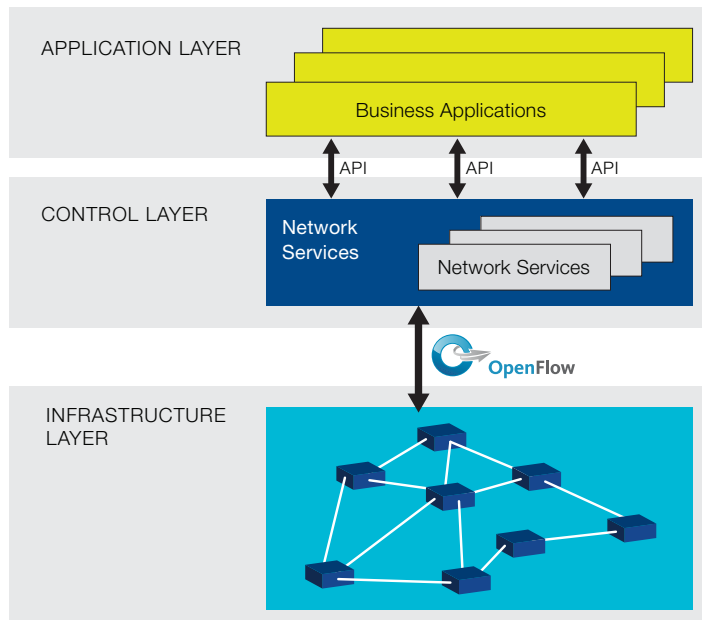 APPLICATION LAYER
Business Applications
API
API
API
CONTROL LAYER
Network
Services
Network Services
OpenFlow
INFRASTRUCTURE
LAYER